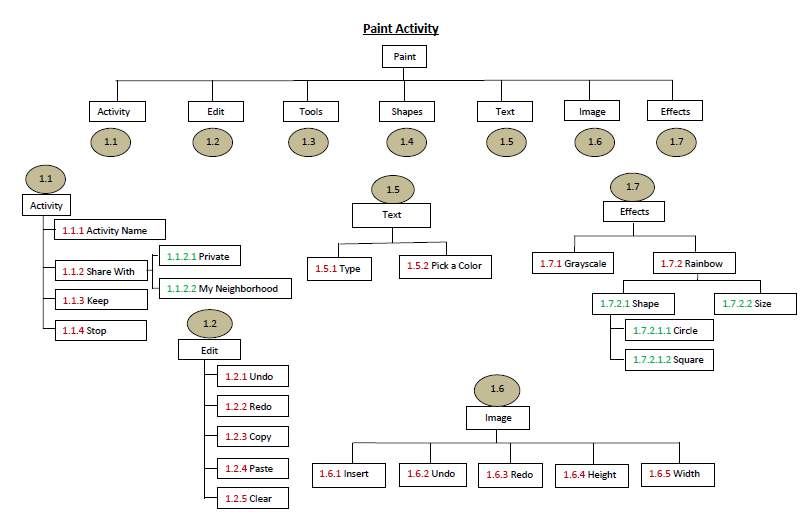 Paint Activity
Paint
Activity
Edit
Tools
Shapes
Text
Image
Effects
1.1
1.2
1.3
1.4
1.5
1.6
1.7
1.1
Activity
1.1.1 Activity Name
1.1.2 Share With
1.1.2.1 Private
1.1.2.2 My Neighborhood
1.1.3 Keep
1.1.4 Stop
1.2
Edit
1.2.1 Undo
1.2.2 Redo
1.2.3 Copy
1.2.4 Paste
1.2.5 Clear
1.5
Text
1.5.1 Type
1.5.2 Pick a Color
1.7
Effects
1.7.1 Grayscale
1.7.2 Rainbow
1.7.2.1 Shape
1.7.2.2 Size
1.7.2.1.1 Circle
1.7.2.1.2 Square
1.6
Image
1.6.1 Insert
1.6.2 Undo
1.6.3 Redo
1.6.4 Height
1.6.5 Width